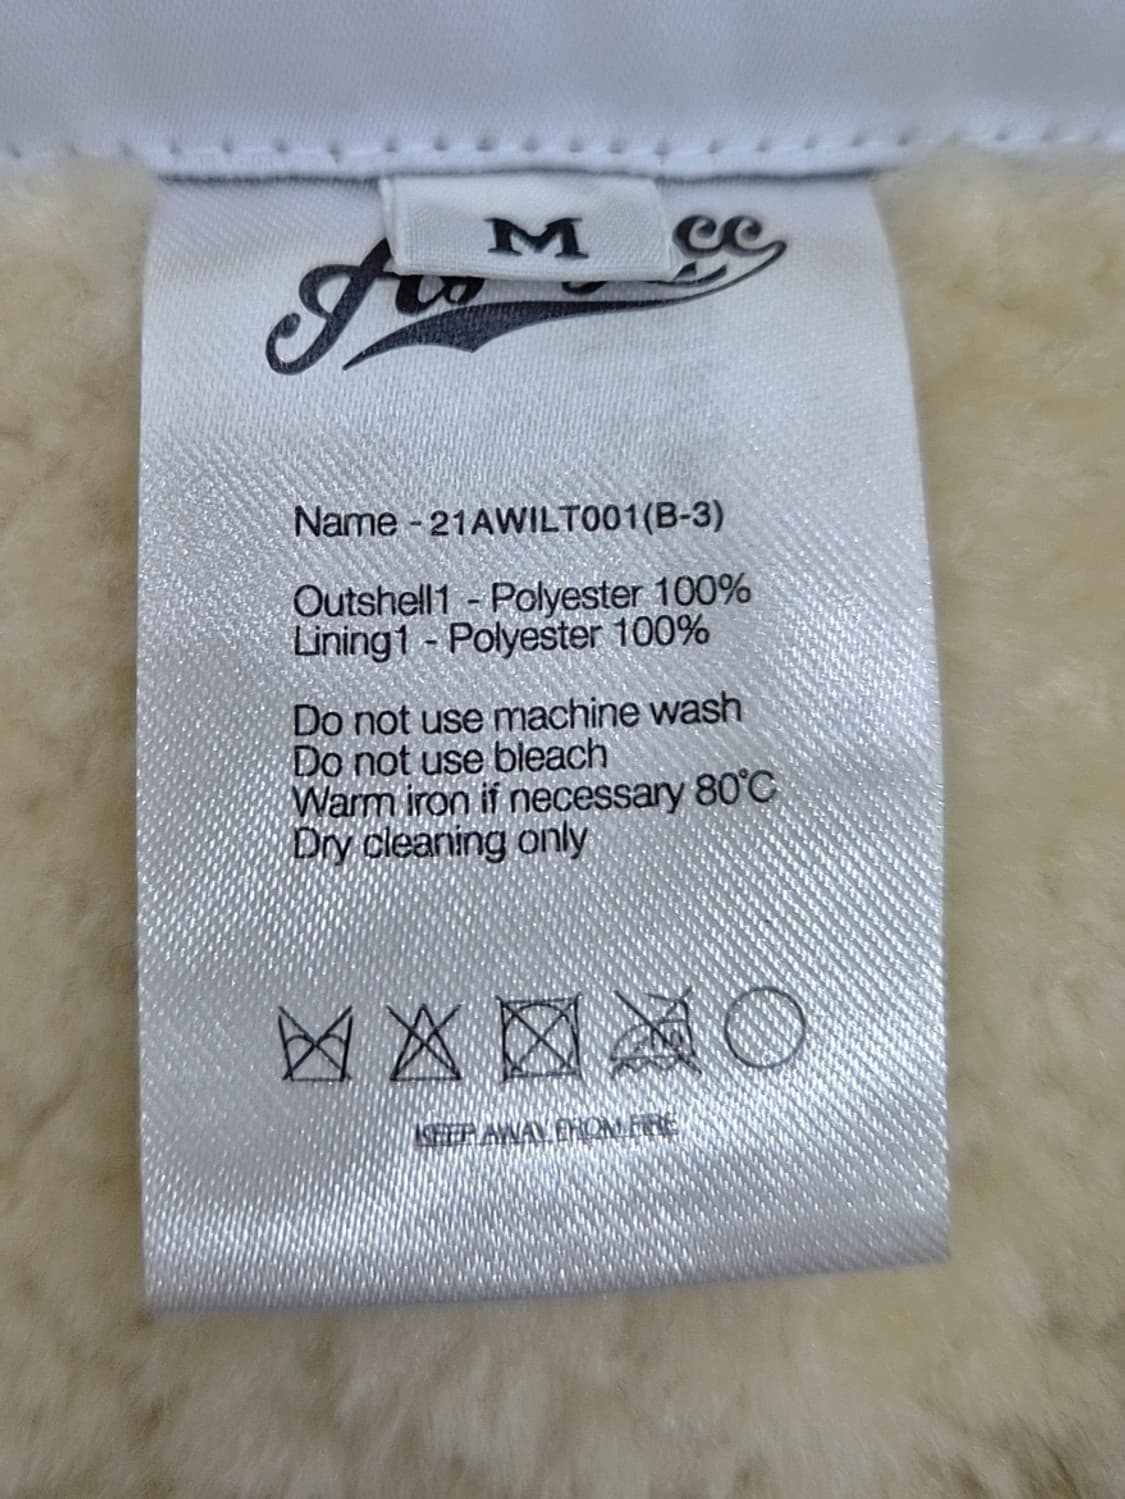 M
Name - 21AWILT001(B-3)
Outshell1 - Polyester 100%
Lining1 - Polyester 100%
Do not use machine wash
Do not use bleach
Warm iron if necessary 80°C
Dry cleaning only
KEEP AWAY FROM FIRE